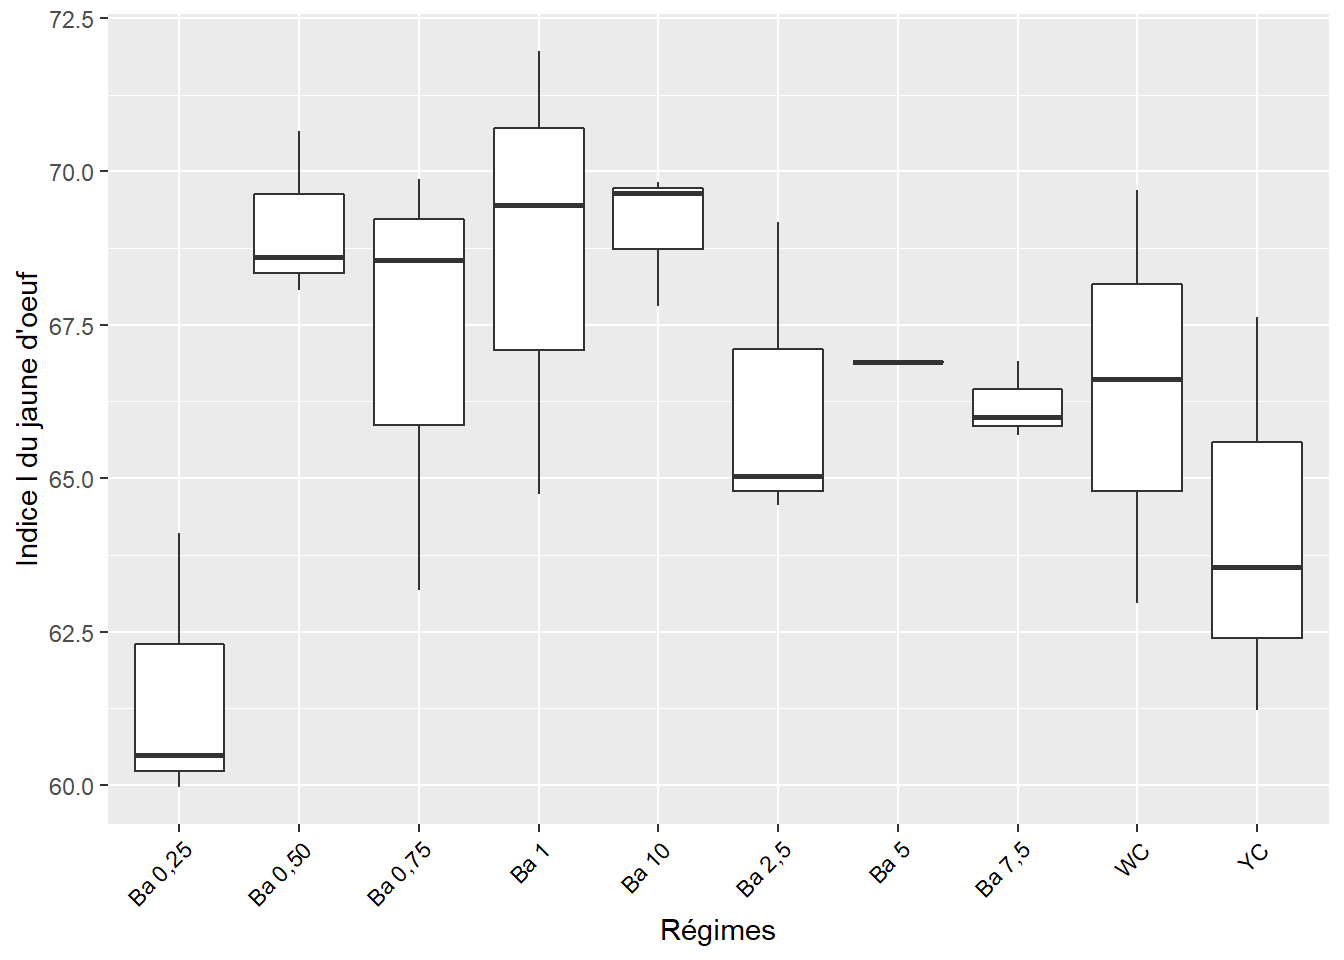 Indice l du jaune d'oeuf
72.5
70.0
67.5
65.0
62.5
60.0
Ba 0,25
Ba 0,50
Ba 0,75
Ba 1
Ba 10
Ba 2,5
Ba 5
Ba 7,5
WC
YC
Régimes